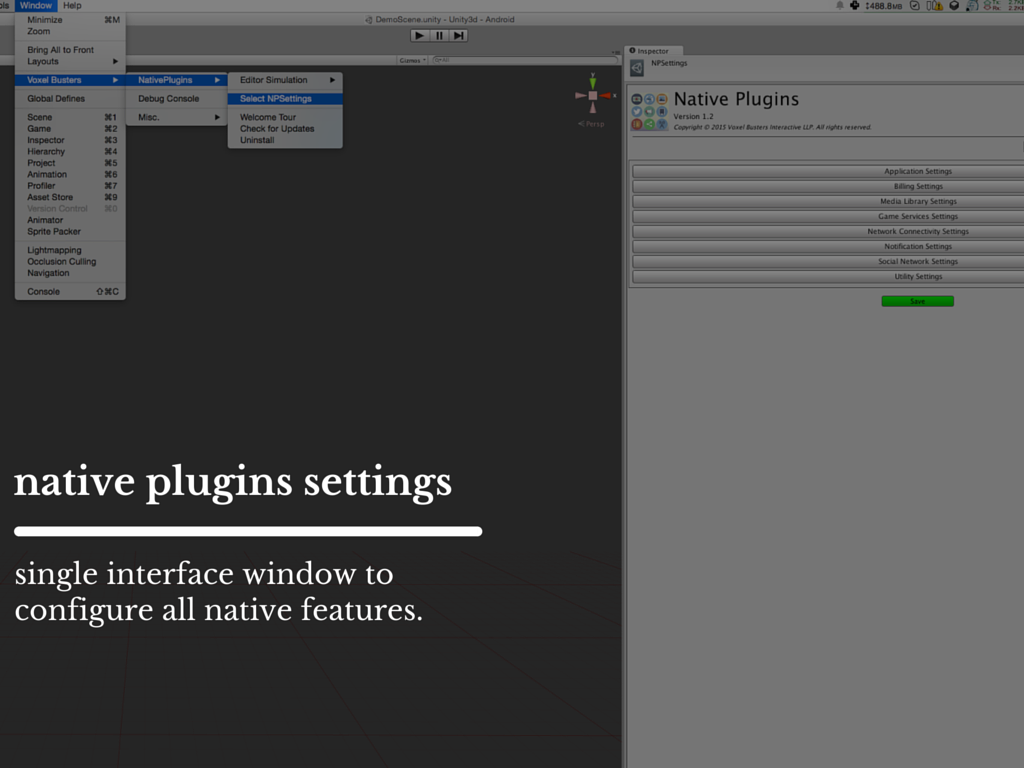 ols Window Help
488.8MB
DemoScene.unity - Unity3d - Android
Minimize ⌘M
Zoom
Bring All to Front
Layouts
Voxel Busters
Global Defines
Scene ⌘1
Game ⌘2
Inspector ⌘3
Hierarchy ⌘4
Project ⌘5
Animation ⌘6
Profiler ⌘7
Asset Store ⌘9
Version Control ⌘0
Animator
Sprite Packer
Lightmapping
Occlusion Culling
Navigation
Console ⇧⌘C
NativePlugins
Debug Console
Misc.
Editor Simulation
Select NPSettings
Welcome Tour
Check for Updates
Uninstall
Gizmos
All
y
x
Persp
Inspector
NPSettings
Native Plugins
Version 1.2
Copyright © 2015 Voxel Busters Interactive LLP. All rights reserved.
Application Settings
Billing Settings
Media Library Settings
Game Services Settings
Network Connectivity Settings
Notification Settings
Social Network Settings
Utility Settings
Save
native plugins settings
single interface window to
configure all native features.